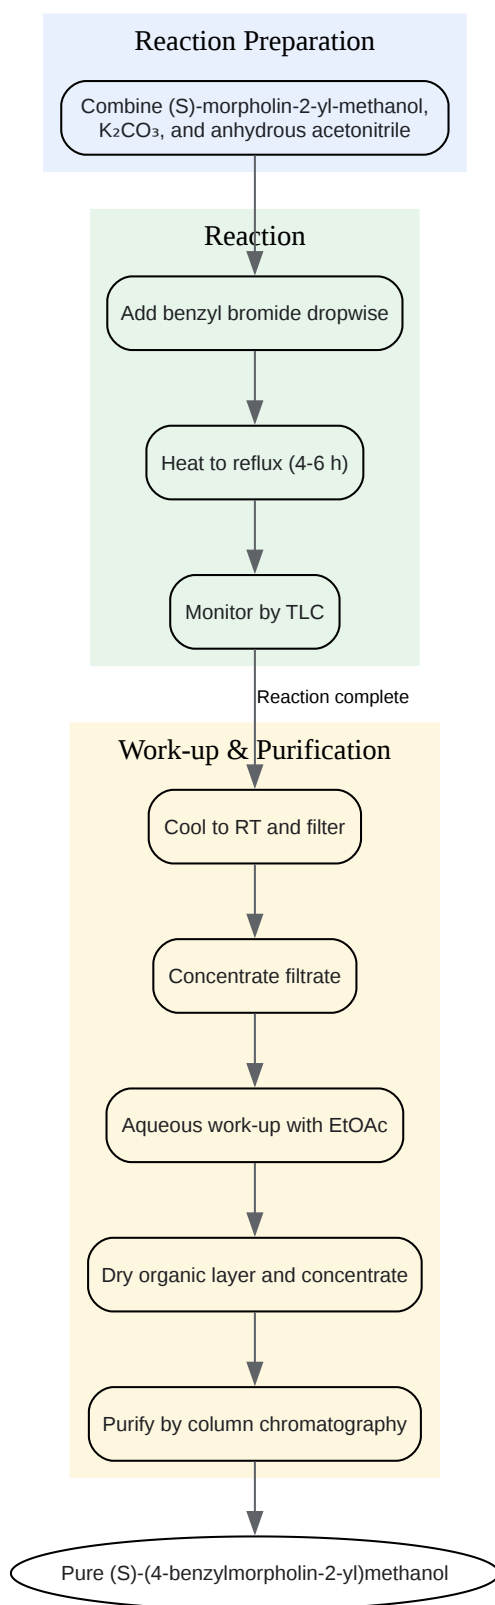 Reaction Preparation
Combine (S)-morpholin-2-yl-methanol,
K₂CO₃, and anhydrous acetonitrile
Reaction
Add benzyl bromide dropwise
Heat to reflux (4-6 h)
Monitor by TLC
Reaction complete
Work-up & Purification
Cool to RT and filter
Concentrate filtrate
Aqueous work-up with EtOAc
Dry organic layer and concentrate
Purify by column chromatography
Pure (S)-(4-benzylmorpholin-2-yl)methanol